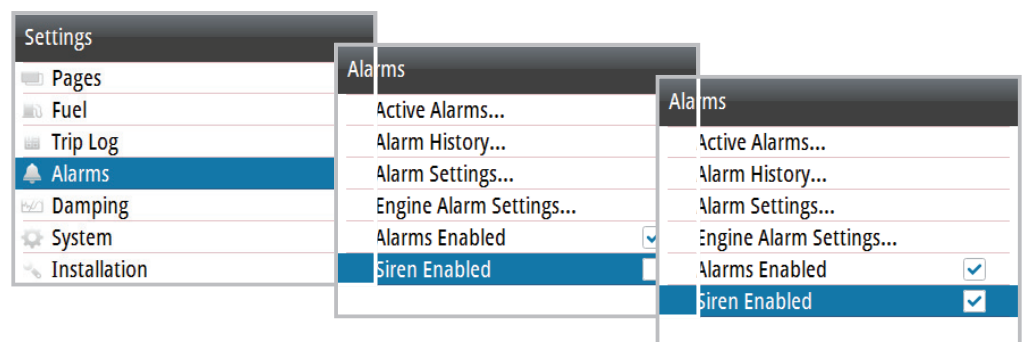 Settings
Pages
Fuel
Trip Log
Alarms
Damping
System
Installation
Alarms
Active Alarms...
Alarm History...
Alarm Settings...
Engine Alarm Settings...
Alarms Enabled
Siren Enabled
Alarms
Active Alarms...
Alarm History...
Alarm Settings...
Engine Alarm Settings...
Alarms Enabled
Siren Enabled